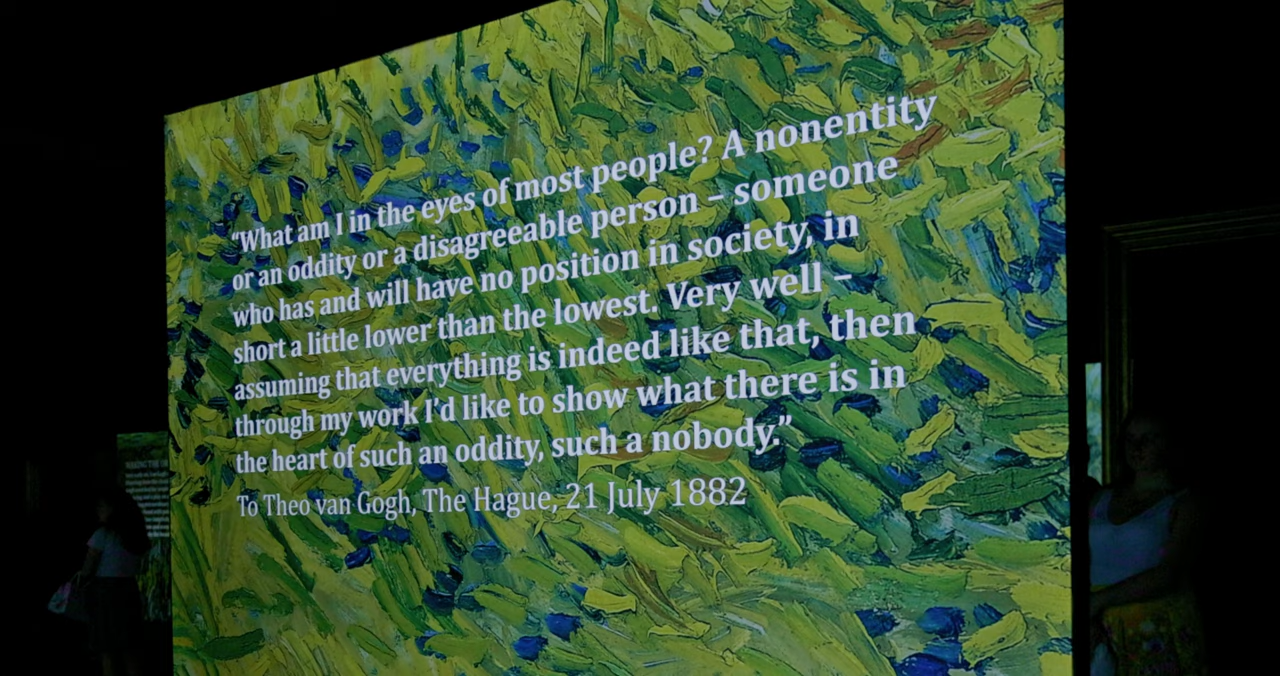 “What am I in the eyes of most people? A nonentity
or an oddity or a disagreeable person – someone
who has and will have no position in society, in
short a little lower than the lowest. Very well –
assuming that everything is indeed like that, then
through my work I’d like to show what there is in
the heart of such an oddity, such a nobody.”
To Theo van Gogh, The Hague, 21 July 1882